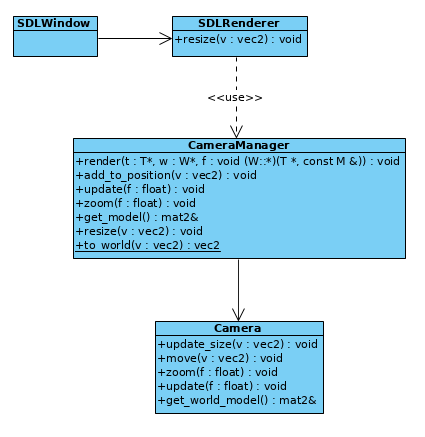 SDLWindow
SDLRenderer
+resize(v : vec2) : void
<<use>>
CameraManager
+render(t : T*, w : W*, f : void (W::*)(T *, const M &)) : void
+add_to_position(v : vec2) : void
+update(f : float) : void
+zoom(f : float) : void
+get_model() : mat2&
+resize(v : vec2) : void
+to_world(v : vec2) : vec2
Camera
+update_size(v : vec2) : void
+move(v : vec2) : void
+zoom(f : float) : void
+update(f : float) : void
+get_world_model() : mat2&